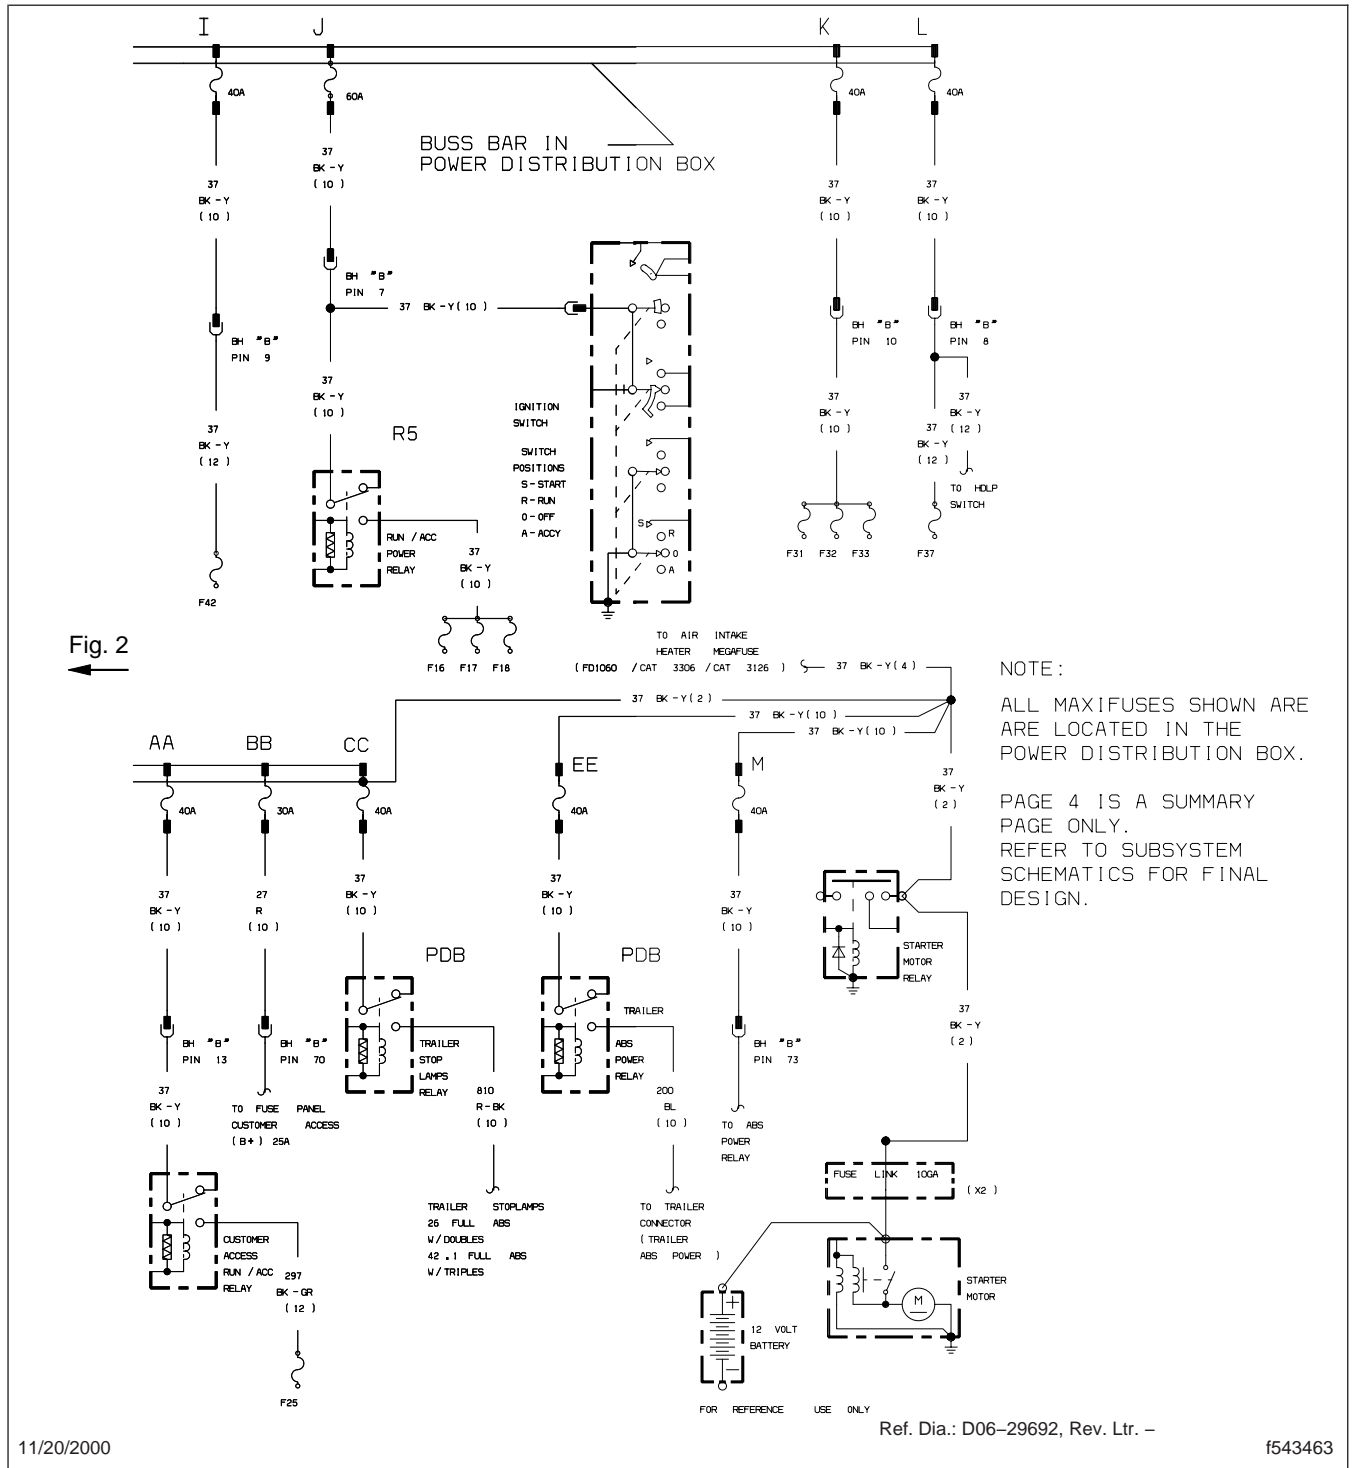 I J K L
40A
60A
40A
40A
BUSS BAR IN
POWER DISTRIBUTION BOX
37
BK-Y
(10)
37
BK-Y
(10)
37
BK-Y
(10)
37
BK-Y
(10)
BH "B"
PIN 7
37 BK-Y(10)
BH "B"
PIN 9
BH "B"
PIN 10
BH "B"
PIN 8
37
BK-Y
(10)
R5
37
BK-Y
(12)
IGNITION
SWITCH
SWITCH
POSITIONS
S-START
R-RUN
O-OFF
A-ACCY
S
R
O
A
37
BK-Y
(10)
37
BK-Y
(12)
37
BK-Y
(12)
TO HDLP
SWITCH
RUN/ACC
POWER
RELAY
37
BK-Y
(10)
F31 F32 F33 F37
F42
F16 F17 F18
Fig. 2
TO AIR INTAKE
HEATER MEGAFUSE
(FD1060 /CAT 3306 /CAT 3126 )
37 BK-Y(4)
37 BK-Y(2)
37 BK-Y(10)
37 BK-Y(10)
NOTE:
ALL MAXIFUSES SHOWN ARE
ARE LOCATED IN THE
POWER DISTRIBUTION BOX.
PAGE 4 IS A SUMMARY
PAGE ONLY.
REFER TO SUBSYSTEM
SCHEMATICS FOR FINAL
DESIGN.
AA BB CC EE M
40A
30A
40A
40A
40A
37
BK-Y
(2)
37
BK-Y
(10)
27
R
(10)
37
BK-Y
(10)
37
BK-Y
(10)
37
BK-Y
(10)
STARTER
MOTOR
RELAY
PDB
PDB
BH "B"
PIN 13
BH "B"
PIN 70
TRAILER
STOP
LAMPS
RELAY
TRAILER
ABS
POWER
RELAY
BH "B"
PIN 73
37
BK-Y
(2)
37
BK-Y
(10)
TO FUSE PANEL
CUSTOMER ACCESS
(B+) 25A
810
R-BK
(10)
200
BL
(10)
TO ABS
POWER
RELAY
FUSE LINK 10GA
(X2)
TRAILER STOPLAMPS
26 FULL ABS
W/DOUBLES
42.1 FULL ABS
W/TRIPLES
TO TRAILER
CONNECTOR
(TRAILER
ABS POWER )
CUSTOMER
ACCESS
RUN/ACC
RELAY
297
BK-GR
(12)
F25
M
STARTER
MOTOR
+
12 VOLT
BATTERY
–
FOR REFERENCE USE ONLY
Ref. Dia.: D06–29692, Rev. Ltr. –
11/20/2000
f543463